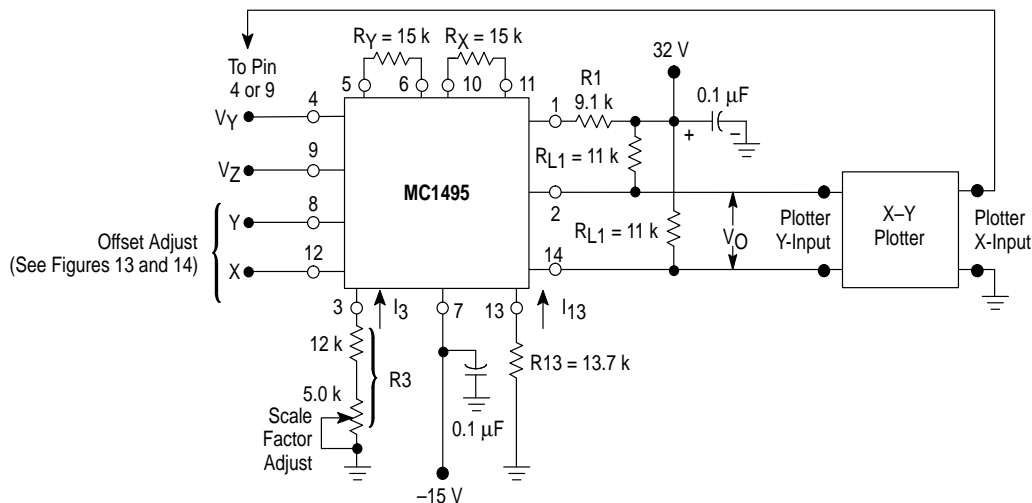 RY = 15 k
RX = 15 k
32 V
To Pin
4 or 9
5
6
10
11
R1
9.1 k
0.1 µF
VY
4
1
+
–
VZ
9
RL1 = 11 k
MC1495
2
Y
8
Offset Adjust
(See Figures 13 and 14)
X
12
RL1 = 11 k
14
VO
Plotter
Y-Input
X–Y
Plotter
Plotter
X-Input
3
I3
7
13
I13
12 k
R3
5.0 k
Scale
Factor
Adjust
0.1 µF
R13 = 13.7 k
–15 V